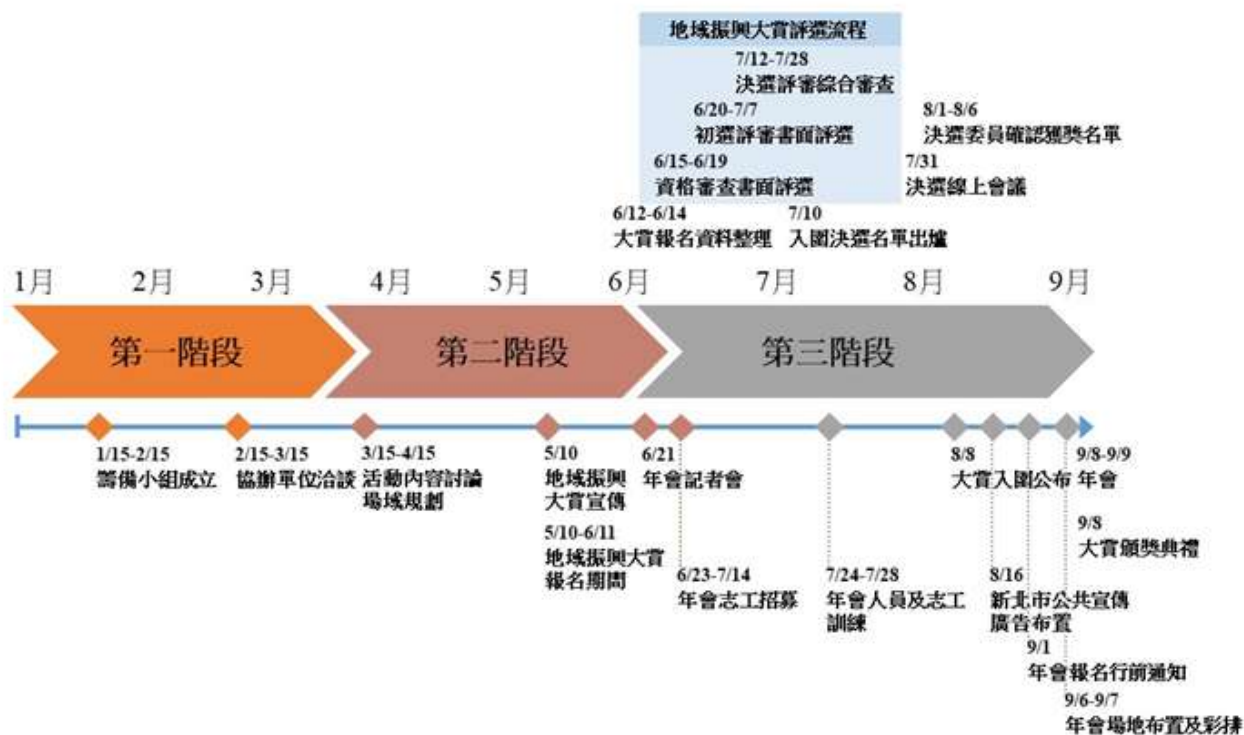 地域振興大賞評選流程
7/12-7/28
決選評審綜合審查
6/20-7/7
初選評審書面評選
8/1-8/6
決選委員確認獲獎名單
6/15-6/19
資格審查書面評選
7/31
決選線上會議
6/12-6/14
大賞報名資料整理
7/10
入圍決選名單出爐
1月 2月 3月 4月 5月 6月 7月 8月 9月
第一階段 第二階段 第三階段
1/15-2/15
籌備小組成立
2/15-3/15
協辦單位洽談
3/15-4/15
活動內容討論
場域規劃
5/10
地域振興
大賞宣傳
5/10-6/11
地域振興大賞
報名期間
6/21
年會記者會
6/23-7/14
年會志工招募
7/24-7/28
年會人員及志工
訓練
8/8
大賞入圍公布
8/16
新北市公共宣傳
廣告布置
9/1
年會報名行前通知
9/6-9/7
年會場地布置及彩排
9/8-9/9
年會
9/8
大賞頒獎典禮